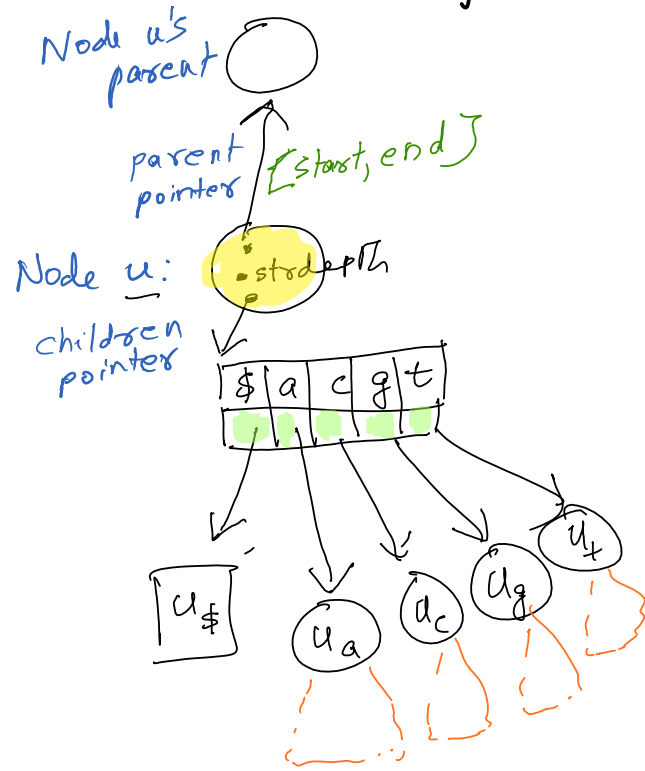 Node u's
parent
parent
pointer
[start, end]
Node u:
strdepth
children
pointer
$ a c g t
u$
ua
uc
ug
ut